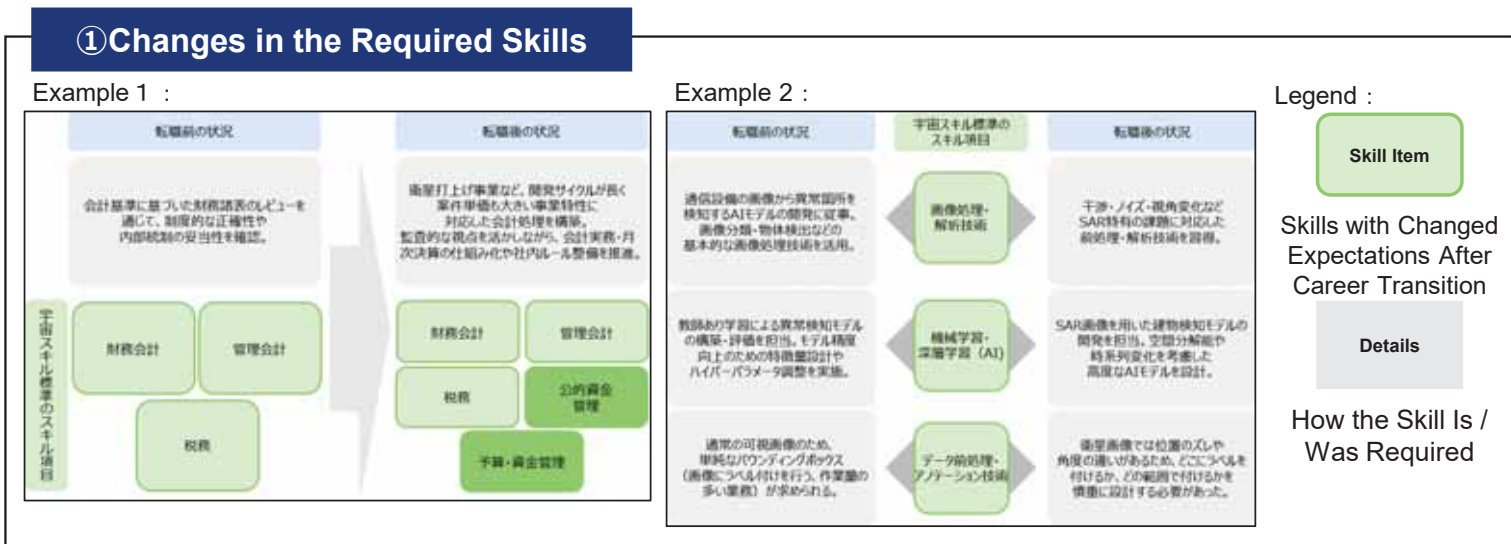 ①Changes in the Required Skills
Example 1 :
転職前の状況
転職後の状況
会計基準に基づいた財務諸表のレビューを
通じて、制度的な正確性や
内部統制の妥当性を確認。
衛星打上げ事業など、開発サイクルが長く
案件単価も大きい事業特性に
対応した会計処理を構築。
監査的な視点を活かしながら、会計実務・月
次決算の仕組み化や社内ルール整備を推進。
宇宙スキル標準のスキル項目
財務会計
管理会計
税務
財務会計
管理会計
税務
公的資金
管理
予算・資金管理
Example 2 :
転職前の状況
宇宙スキル標準の
スキル項目
転職後の状況
通信設備の画像から異常箇所を
検知するAIモデルの開発に従事。
画像分類・物体検出などの
基本的な画像処理技術を活用。
画像処理・
解析技術
干渉・ノイズ・視角変化など
SAR特有の課題に対応した
前処理・解析技術を習得。
教師あり学習による異常検知モデル
の構築・評価を担当。モデル精度
向上のための特徴量設計や
ハイパーパラメータ調整を実施。
機械学習・
深層学習（AI）
SAR画像を用いた建物検知モデルの
開発を担当。空間分解能や
時系列変化を考慮した
高度なAIモデルを設計。
通常の可視画像のため、
単純なバウンディングボックス
（画像にラベル付けを行う、作業量の
多い業務）が求められる。
データ前処理・
アノテーション技術
衛星画像では位置のズレや
角度の違いがあるため、どこにラベルを
付けるか、どの範囲で付けるかを
慎重に設計する必要があった。
Legend :
Skill Item
Skills with Changed
Expectations After
Career Transition
Details
How the Skill Is /
Was Required